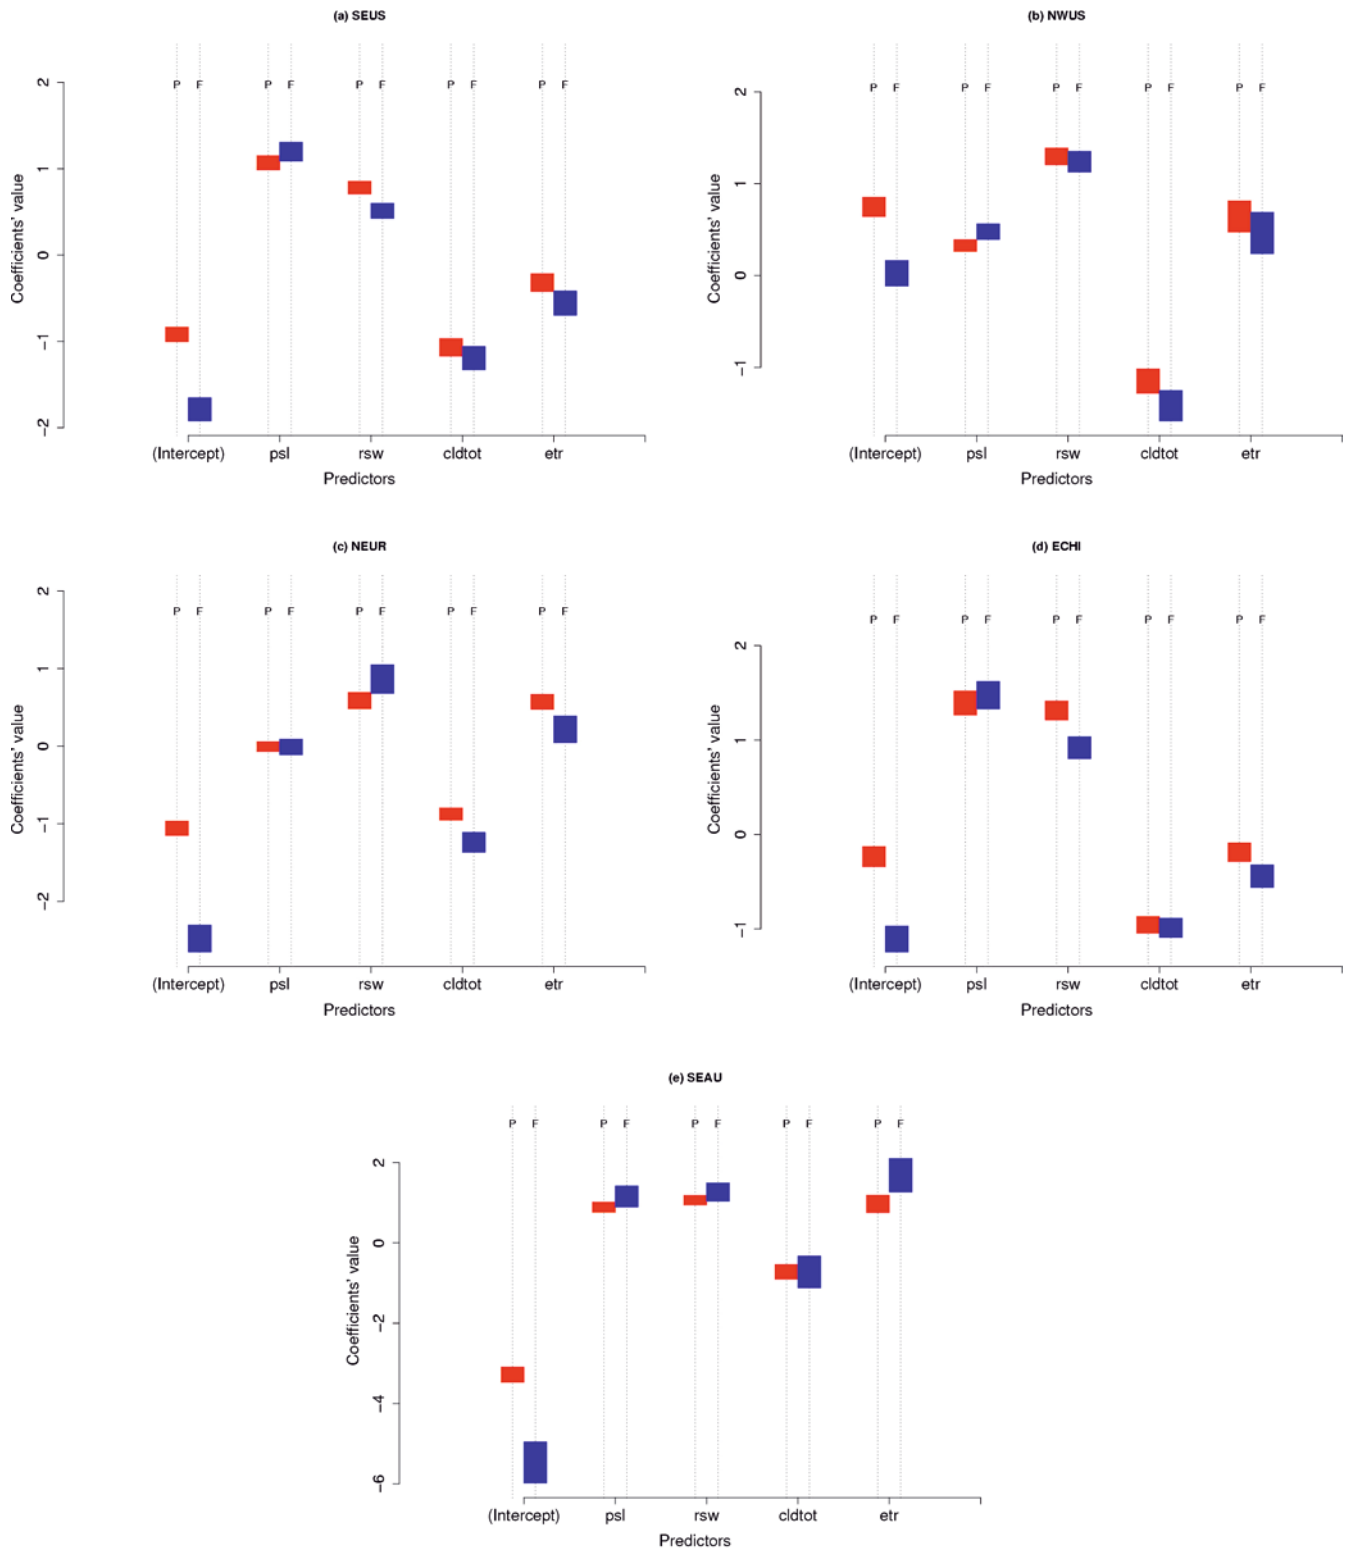 (a) SEUS
P F P F P F P F P F
2
1
0
−1
−2
Coefficients' value
(Intercept) psl rsw cldtot etr
Predictors
(b) NWUS
P F P F P F P F P F
2
1
0
−1
Coefficients' value
(Intercept) psl rsw cldtot etr
Predictors
(c) NEUR
P F P F P F P F P F
2
1
0
−1
−2
Coefficients' value
(Intercept) psl rsw cldtot etr
Predictors
(d) ECHI
P F P F P F P F P F
2
1
0
−1
Coefficients' value
(Intercept) psl rsw cldtot etr
Predictors
(e) SEAU
P F P F P F P F P F
2
0
−2
−4
−6
Coefficients' value
(Intercept) psl rsw cldtot etr
Predictors